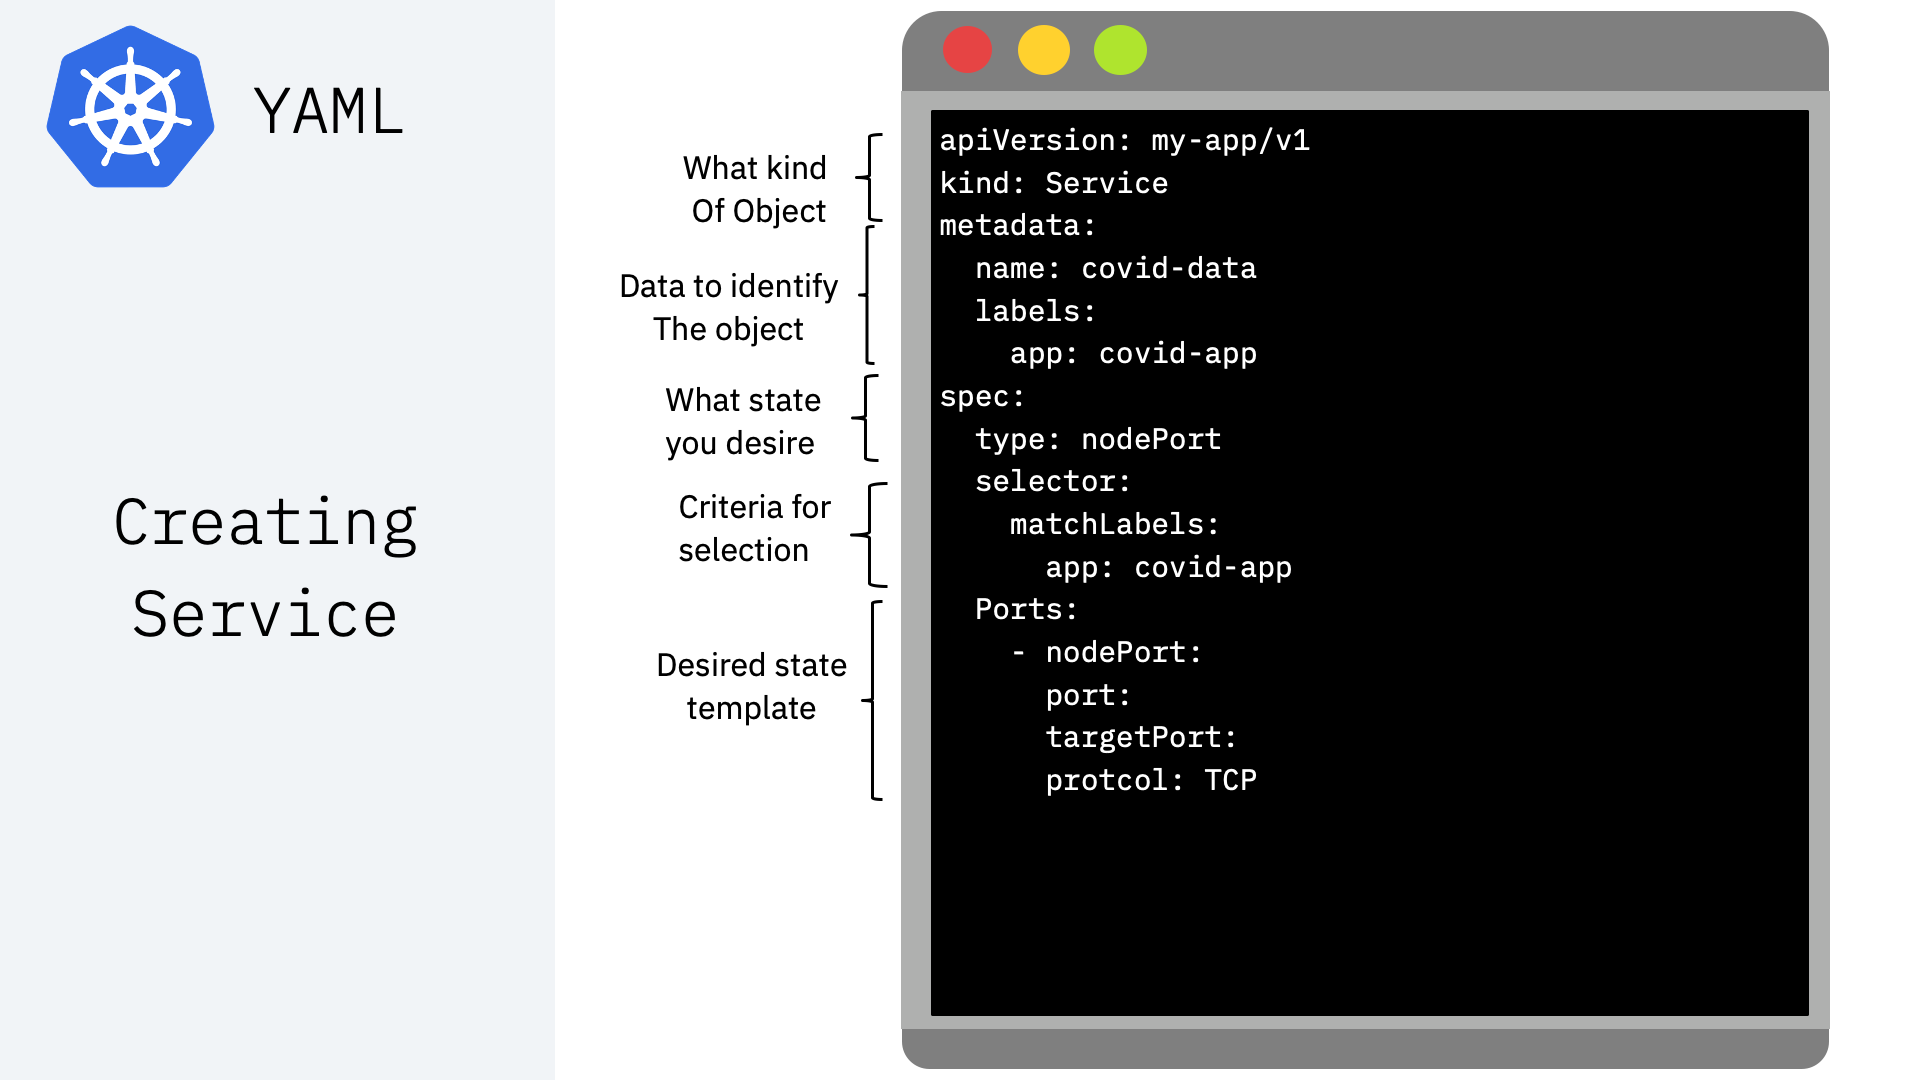 YAML
Creating
Service
What kind
Of Object
Data to identify
The object
What state
you desire
Criteria for
selection
Desired state
template
apiVersion: my-app/v1
kind: Service
metadata:
  name: covid-data
  labels:
    app: covid-app
spec:
  type: nodePort
  selector:
    matchLabels:
      app: covid-app
  Ports:
    - nodePort:
      port:
      targetPort:
      protcol: TCP